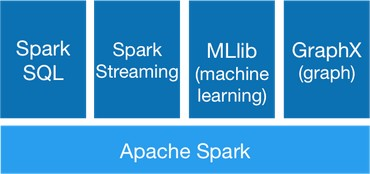 Spark
SQL
Spark
Streaming
MLlib
(machine
learning)
GraphX
(graph)
Apache Spark